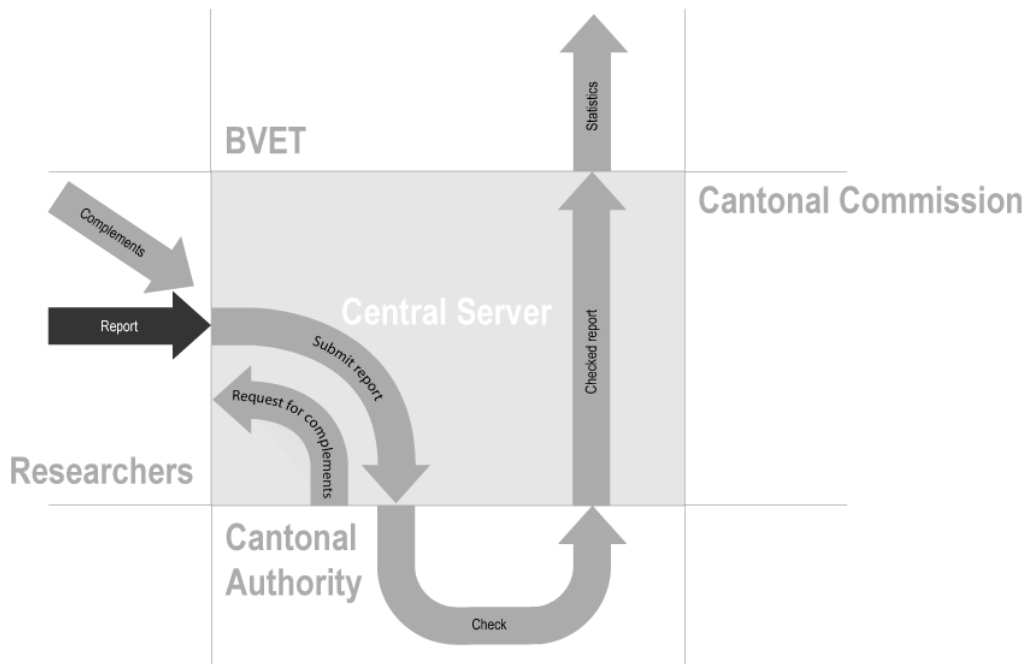 Statistics
BVET
Cantonal Commission
Complements
Central Server
Report
Submit report
Checked report
Request for complements
Researchers
Cantonal
Authority
Check